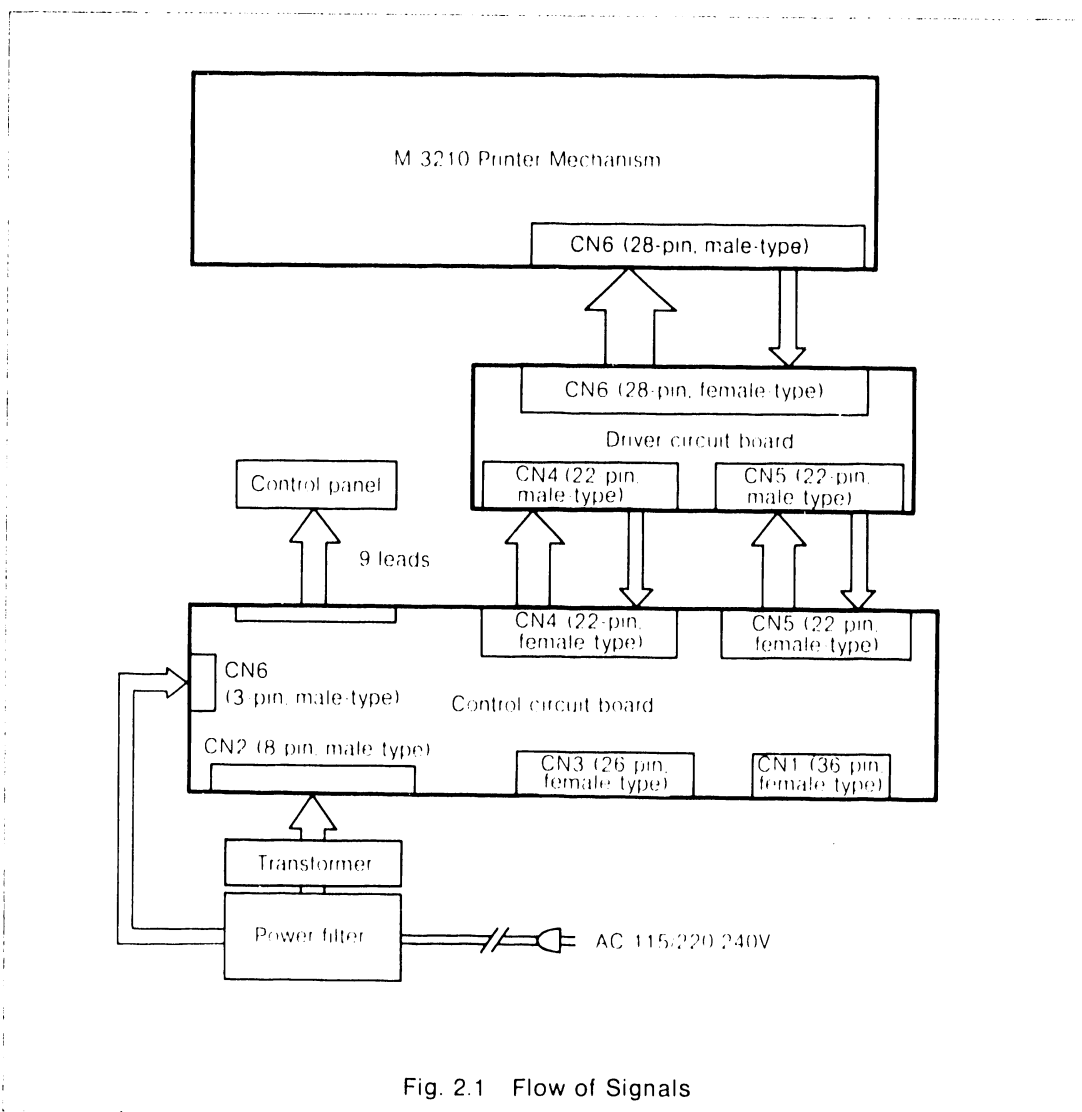 M 3210 Printer Mechanism
CN6 (28-pin, male-type)
CN6 (28-pin, female-type)
Driver circuit board
CN4 (22 pin,
male-type)
CN5 (22-pin,
male type)
Control panel
9 leads
CN4 (22-pin,
female type)
CN5 (22 pin,
female-type)
CN6
(3-pin, male-type)
Control circuit board
CN2 (8 pin, male type)
CN3 (26 pin,
female type)
CN1 (36 pin,
female type)
Transformer
Power filter
AC 115/220 240V
Fig. 2.1 Flow of Signals